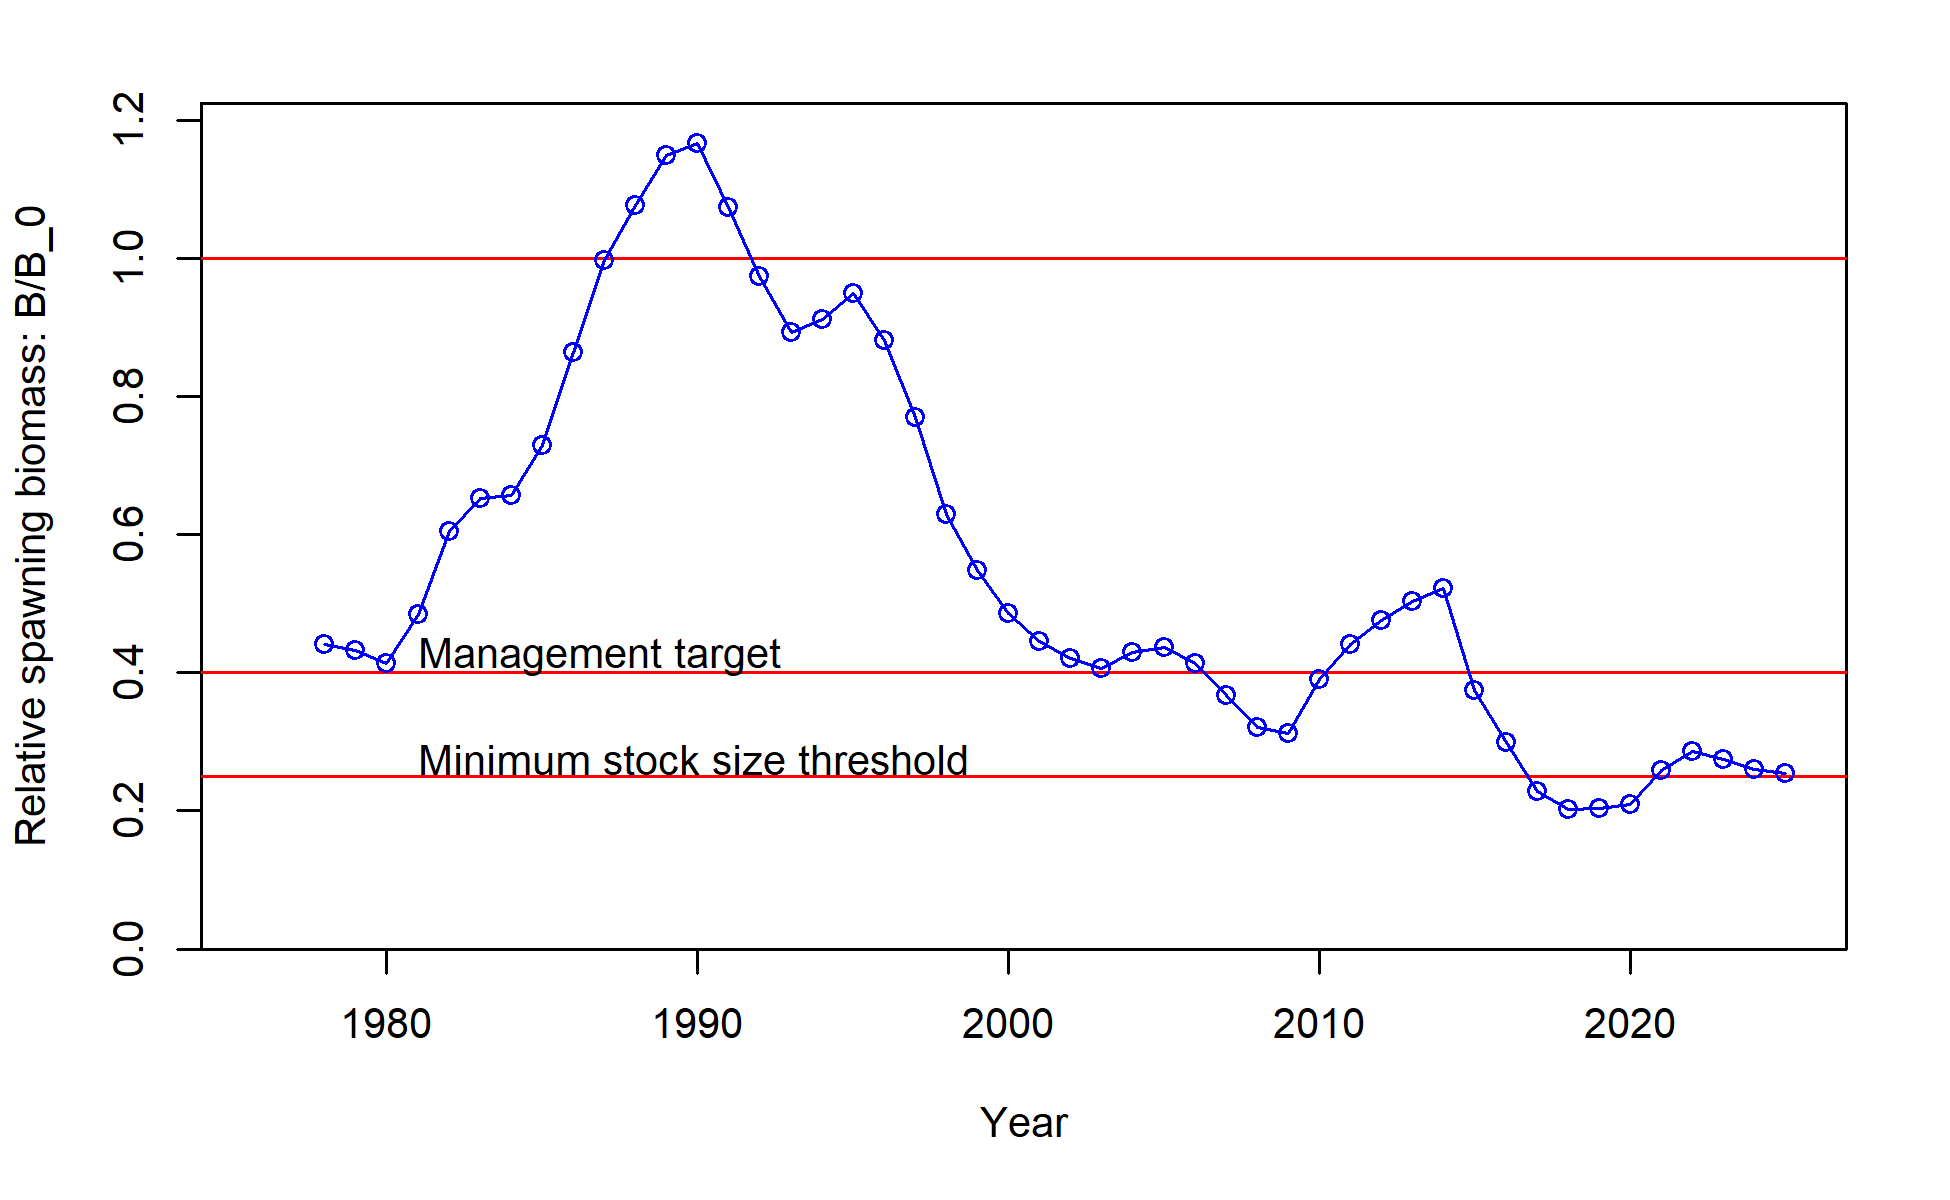 Relative spawning biomass: B/B_0
1.2
1.0
0.8
0.6
0.4
0.2
0.0
Management target
Minimum stock size threshold
1980 1990 2000 2010 2020
Year